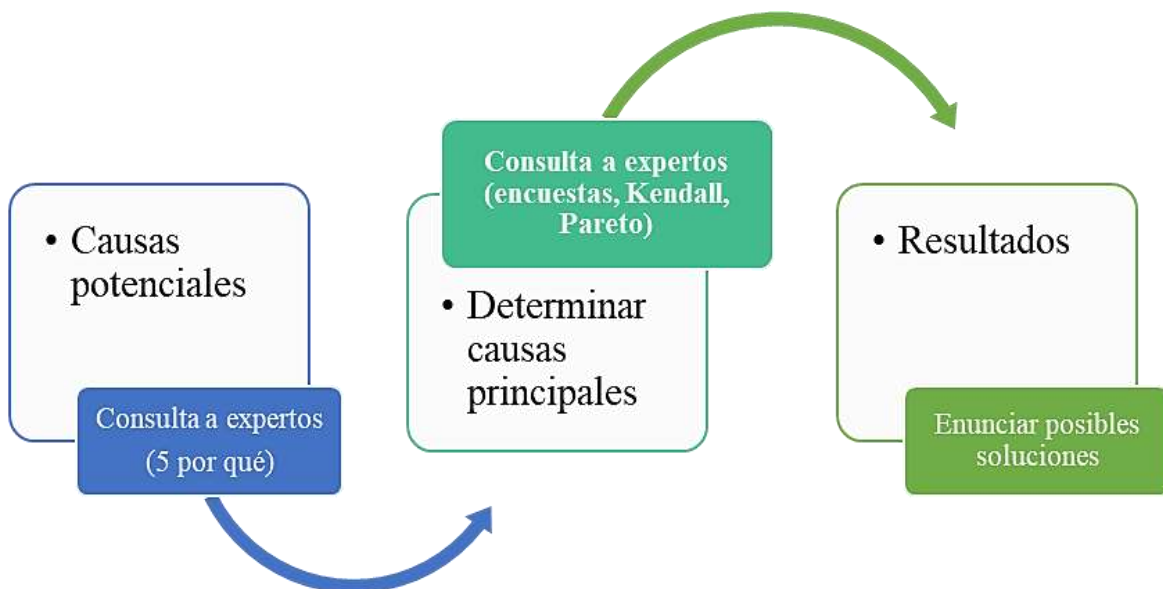 • Causas
potenciales
Consulta a expertos
(5 por qué)
Consulta a expertos
(encuestas, Kendall,
Pareto)
• Determinar
causas
principales
• Resultados
Enunciar posibles
soluciones